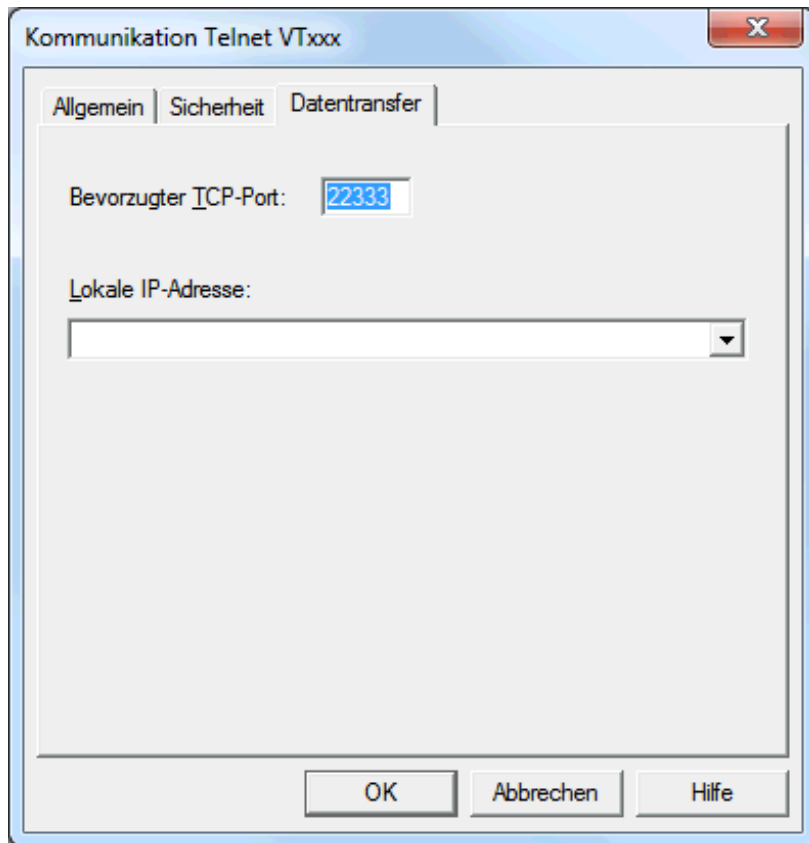 Kommunikation Telnet VTxxx
Allgemein Sicherheit Datentransfer
Bevorzugter TCP-Port: 22333
Lokale IP-Adresse:
OK Abbrechen Hilfe